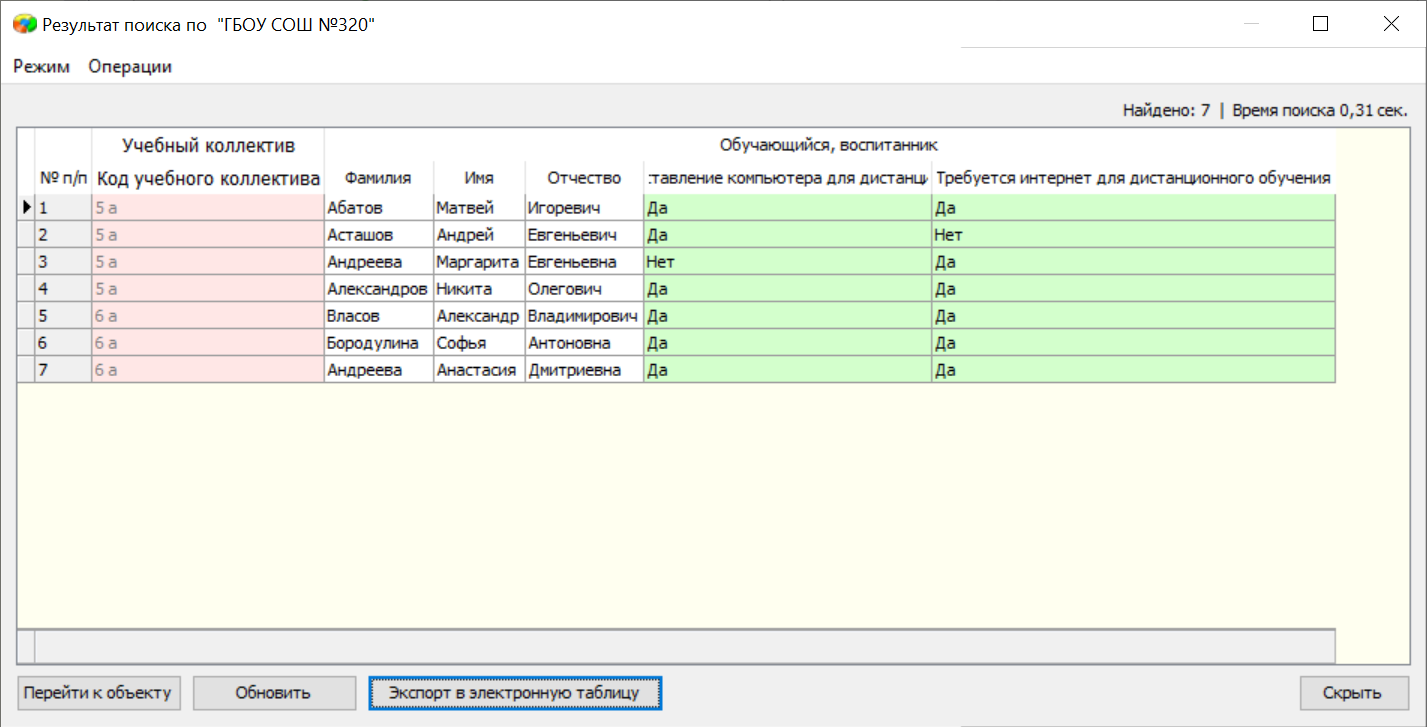 Результат поиска по "ГБОУ СОШ №320"
Режим Операции
Найдено: 7 | Время поиска 0,31 сек.
Учебный коллектив Обучающийся, воспитанник
№ п/п Код учебного коллектива Фамилия Имя Отчество :тавление компьютера для дистанци Требуется интернет для дистанционного обучения
1 5 а Абатов Матвей Игоревич Да Да
2 5 а Асташов Андрей Евгеньевич Да Нет
3 5 а Андреева Маргарита Евгеньевна Нет Да
4 5 а Александров Никита Олегович Да Да
5 6 а Власов Александр Владимирович Да Да
6 6 а Бородулина Софья Антоновна Да Да
7 6 а Андреева Анастасия Дмитриевна Да Да
Перейти к объекту Обновить Экспорт в электронную таблицу Скрыть